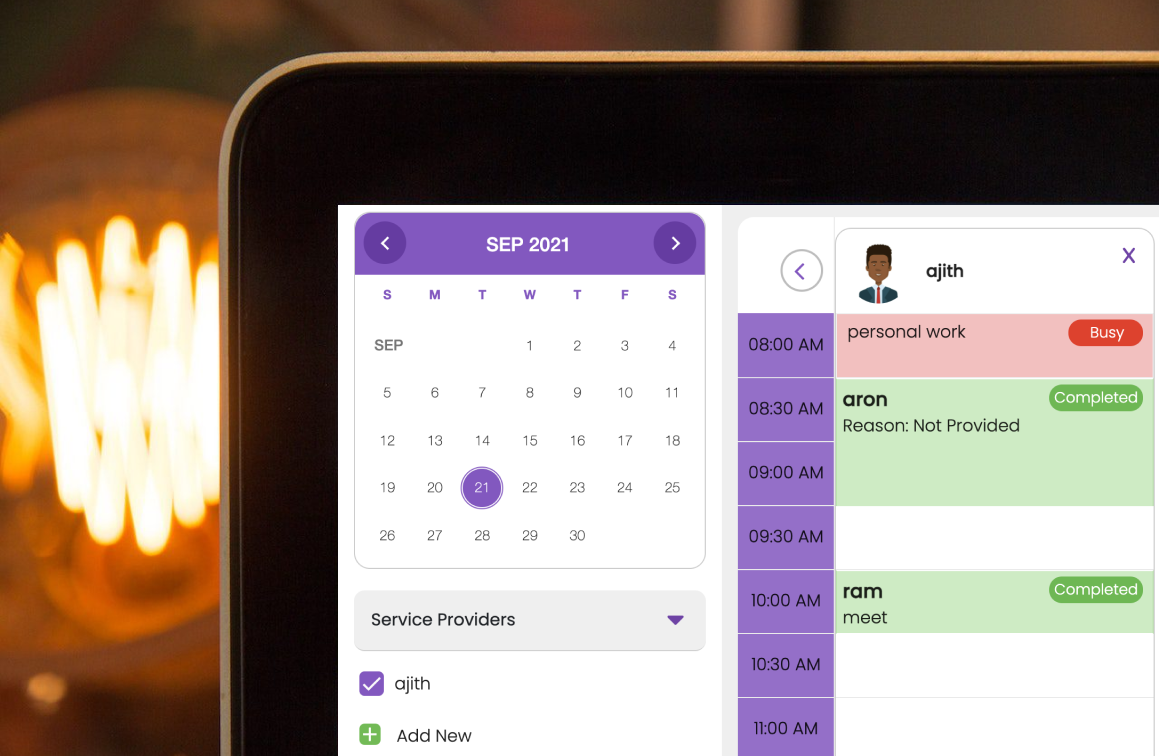 SEP 2021
S M T W T F S
SEP 1 2 3 4
5 6 7 8 9 10 11
12 13 14 15 16 17 18
19 20 21 22 23 24 25
26 27 28 29 30
Service Providers
ajith
Add New
ajith X
08:00 AM personal work Busy
08:30 AM aron Completed
Reason: Not Provided
09:00 AM
09:30 AM
10:00 AM ram Completed
meet
10:30 AM
11:00 AM